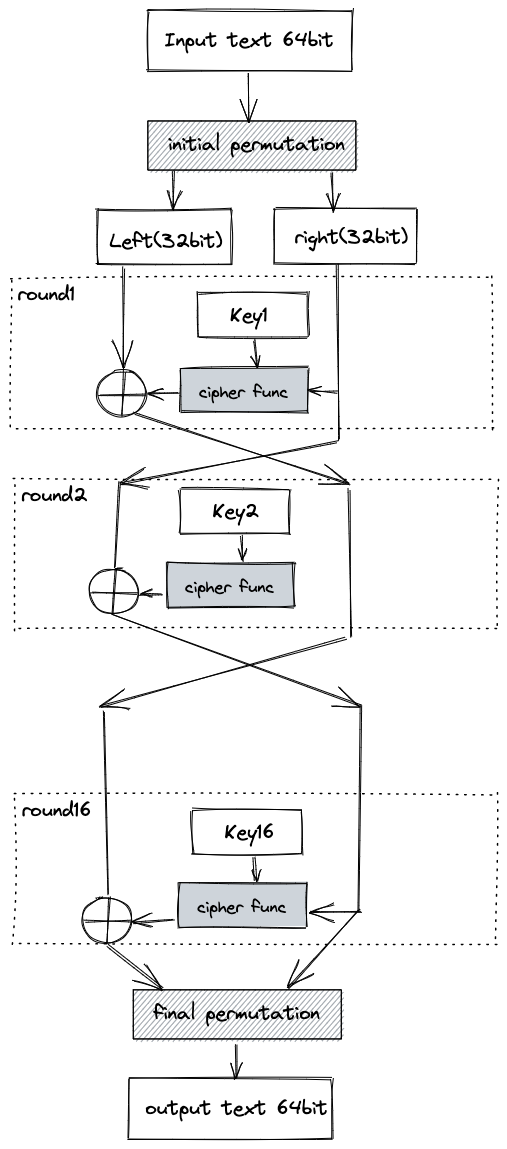 Input text 64bit
initial permutation
Left(32bit)
right(32bit)
round1
Key1
cipher func
round2
Key2
cipher func
round16
Key16
cipher func
final permutation
output text 64bit